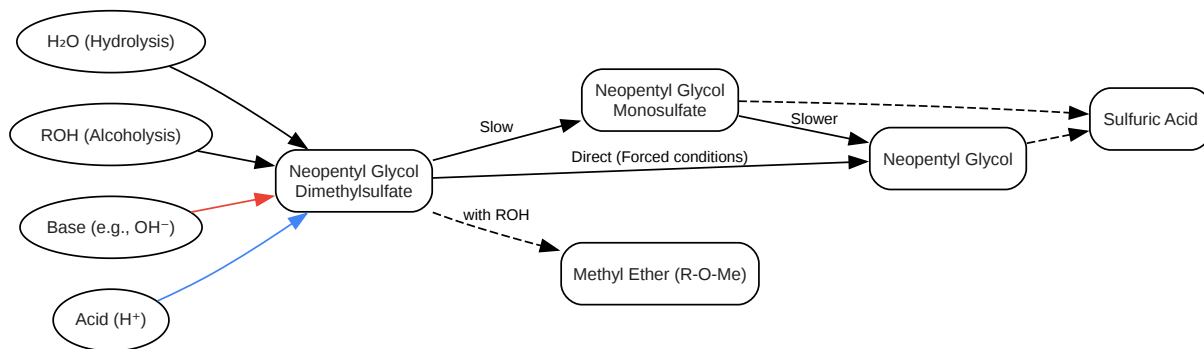 H₂O (Hydrolysis)
ROH (Alcoholysis)
Base (e.g., OH⁻)
Acid (H⁺)
Neopentyl Glycol
Dimethylsulfate
Slow
Direct (Forced conditions)
with ROH
Neopentyl Glycol
Monosulfate
Methyl Ether (R-O-Me)
Slower
Neopentyl Glycol
Sulfuric Acid